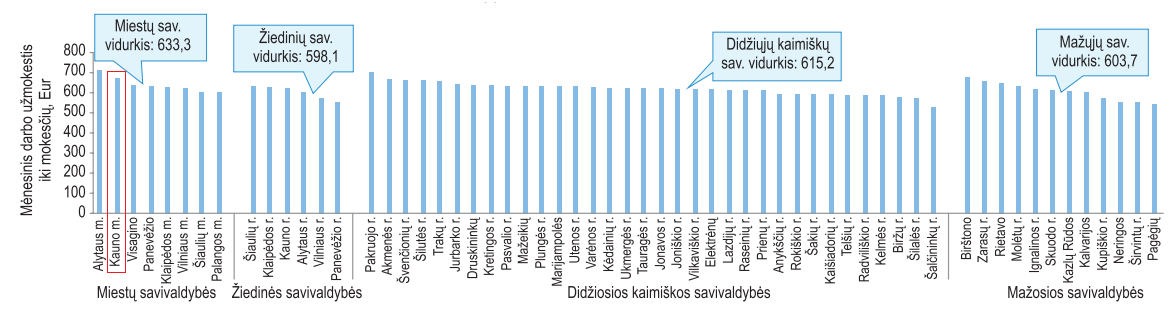 Mėnesinis darbo užmokestis
iki mokesčių, Eur
800
700
600
500
400
300
200
100
0
Miestų sav.
vidurkis: 633,3
Žiedinių sav.
vidurkis: 598,1
Didžiųjų kaimiškų
sav. vidurkis: 615,2
Mažųjų sav.
vidurkis: 603,7
Alytaus m.
Kauno m.
Visagino
Panevėžio
Klaipėdos m.
Vilniaus m.
Šiaulių m.
Palangos m.
Šiaulių r.
Klaipėdos r.
Kauno r.
Alytaus r.
Vilniaus r.
Panevėžio r.
Pakruojo r.
Akmenės r.
Švenčionių r.
Šilutės r.
Trakų r.
Jurbarko r.
Druskininkų
Kretingos r.
Pasvalio r.
Mažeikių
Plungės r.
Marijampolės
Utenos r.
Varėnos r.
Kėdainių r.
Ukmergės r.
Tauragės r.
Jonavos r.
Joniškio r.
Vilkaviškio r.
Elektrėnų
Lazdijų r.
Raseinių r.
Prienų r.
Anykščių r.
Rokiškio r.
Šakių r.
Kaišiadorių r.
Telšių r.
Radviliškio r.
Kelmės r.
Biržų r.
Šilalės r.
Šalčininkų r.
Birštono
Zarasų r.
Rietavo
Molėtų r.
Ignalinos r.
Skuodo r.
Kazlų Rūdos
Kalvarijos
Kupiškio r.
Neringos
Širvintų r.
Pagėgių
Miestų savivaldybės
Žiedinės savivaldybės
Didžiosios kaimiškos savivaldybės
Mažosios savivaldybės